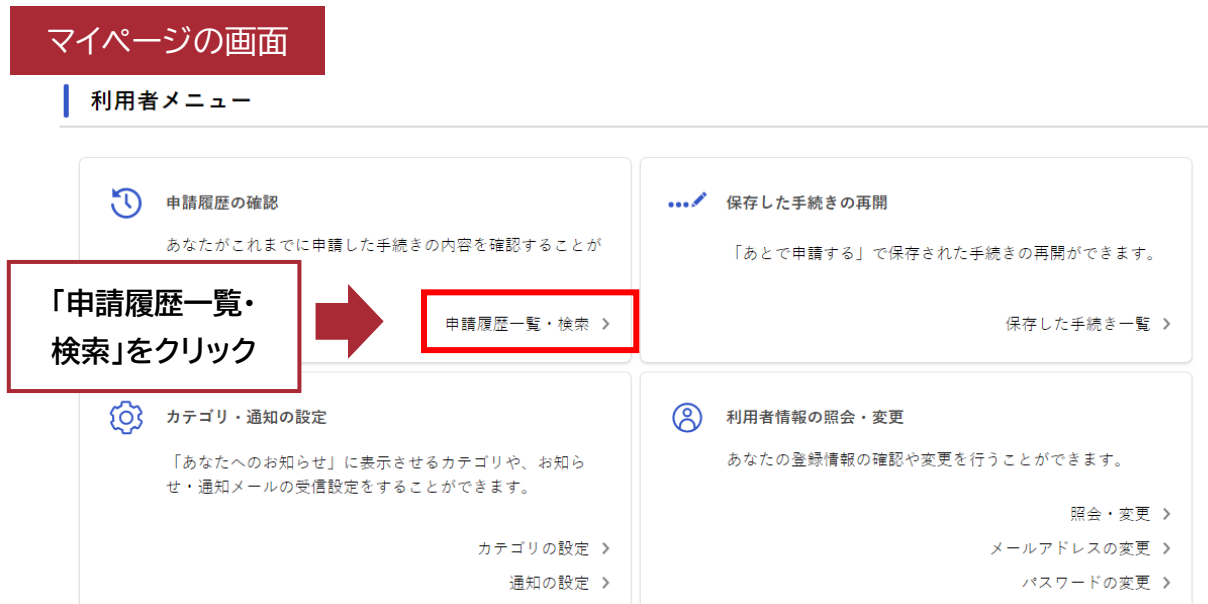 マイページの画面
利用者メニュー
申請履歴の確認
あなたがこれまでに申請した手続きの内容を確認することが
「申請履歴一覧・
検索」をクリック
申請履歴一覧・検索
保存した手続きの再開
「あとで申請する」で保存された手続きの再開ができます。
保存した手続き一覧
カテゴリ・通知の設定
「あなたへのお知らせ」に表示させるカテゴリや、お知ら
せ・通知メールの受信設定をすることができます。
カテゴリの設定
通知の設定
利用者情報の照会・変更
あなたの登録情報の確認や変更を行うことができます。
照会・変更
メールアドレスの変更
パスワードの変更